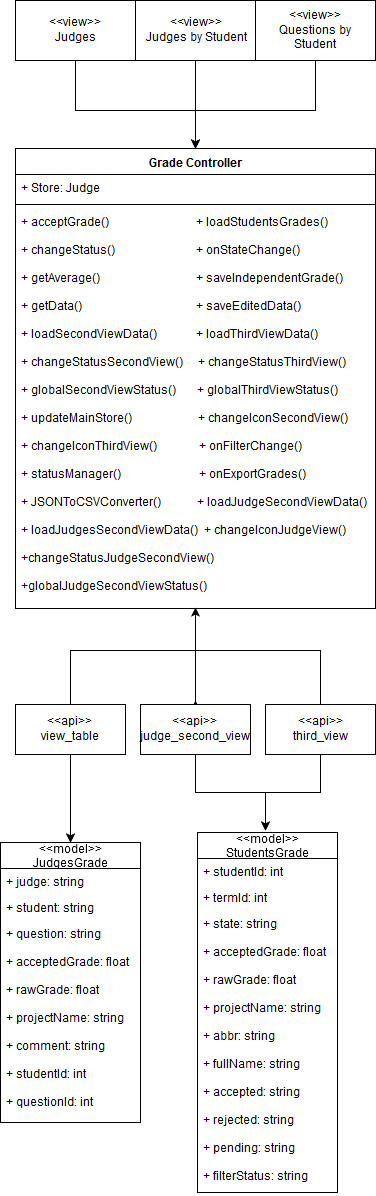 <<view>>
Judges
<<view>>
Judges by Student
<<view>>
Questions by
Student
Grade Controller
+ Store: Judge
+ acceptGrade() + loadStudentsGrades()
+ changeStatus() + onStateChange()
+ getAverage() + saveIndependentGrade()
+ getData() + saveEditedData()
+ loadSecondViewData() + loadThirdViewData()
+ changeStatusSecondView() + changeStatusThirdView()
+ globalSecondViewStatus() + globalThirdViewStatus()
+ updateMainStore() + changeIconSecondView()
+ changeIconThirdView() + onFilterChange()
+ statusManager() + onExportGrades()
+ JSONToCSVConverter() + loadJudgeSecondViewData()
+ loadJudgesSecondViewData() + changeIconJudgeView()
+changeStatusJudgeSecondView()
+globalJudgeSecondViewStatus()
<<api>>
view_table
<<api>>
judge_second_view
<<api>>
third_view
<<model>>
JudgesGrade
+ judge: string
+ student: string
+ question: string
+ acceptedGrade: float
+ rawGrade: float
+ projectName: string
+ comment: string
+ studentId: int
+ questionId: int
<<model>>
StudentsGrade
+ studentId: int
+ termId: int
+ state: string
+ acceptedGrade: float
+ rawGrade: float
+ projectName: string
+ abbr: string
+ fullName: string
+ accepted: string
+ rejected: string
+ pending: string
+ filterStatus: string